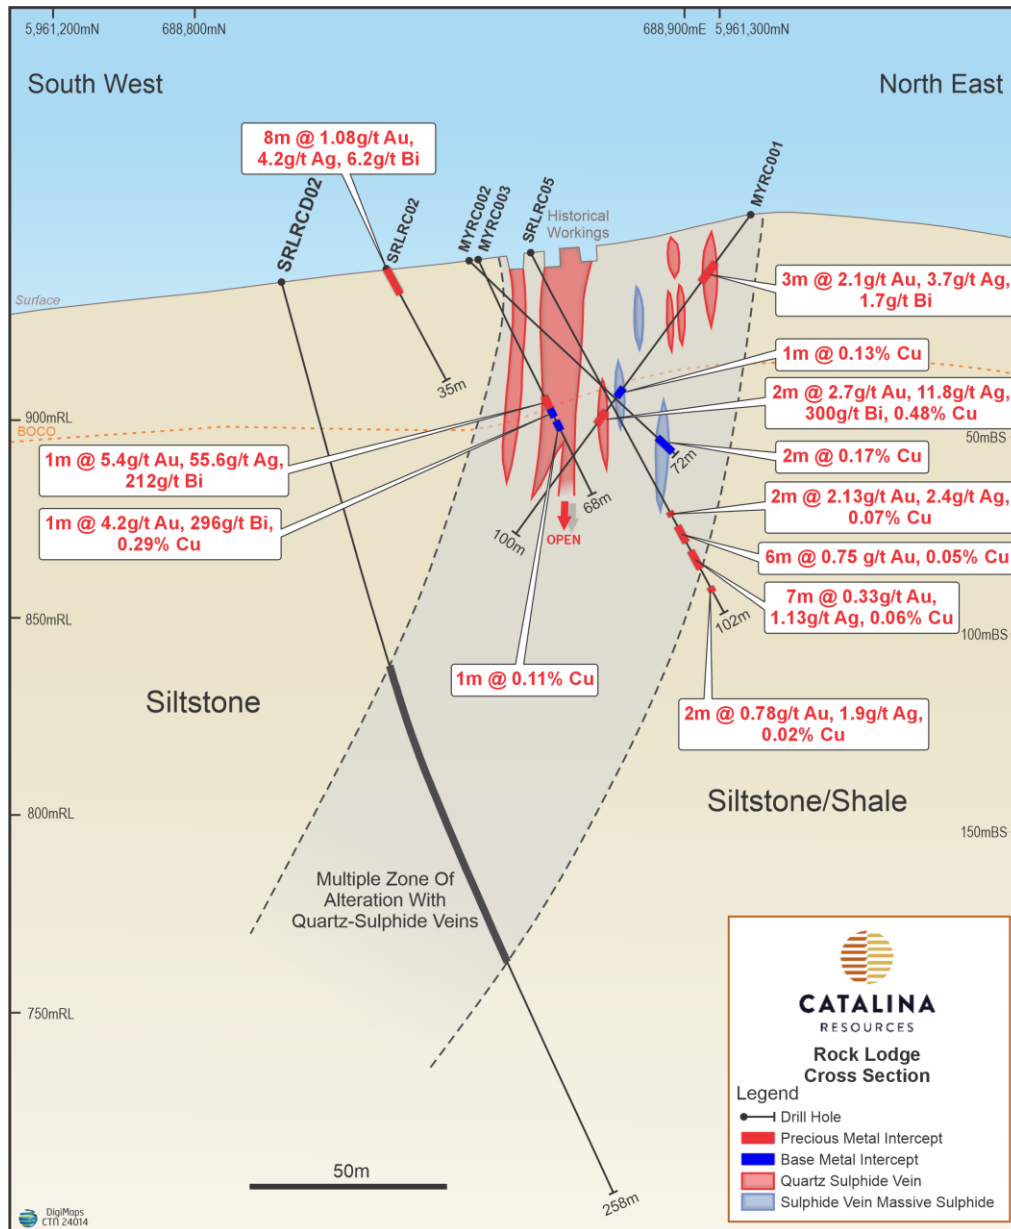 5,961,200mN
688,800mN
688,900mE
5,961,300mN
South West
North East
8m @ 1.08g/t Au,
4.2g/t Ag, 6.2g/t Bi
SRLRCD02
SRLRC02
MYRC002
MYRC003
SRLRC05
Historical
Workings
MYRC001
Surface
3m @ 2.1g/t Au, 3.7g/t Ag,
1.7g/t Bi
1m @ 0.13% Cu
35m
2m @ 2.7g/t Au, 11.8g/t Ag,
300g/t Bi, 0.48% Cu
900mRL
BOCO
50mBS
1m @ 5.4g/t Au, 55.6g/t Ag,
212g/t Bi
2m @ 0.17% Cu
72m
68m
2m @ 2.13g/t Au, 2.4g/t Ag,
0.07% Cu
1m @ 4.2g/t Au, 296g/t Bi,
0.29% Cu
100m
OPEN
6m @ 0.75 g/t Au, 0.05% Cu
7m @ 0.33g/t Au,
1.13g/t Ag, 0.06% Cu
102m
850mRL
100mBS
1m @ 0.11% Cu
Siltstone
2m @ 0.78g/t Au, 1.9g/t Ag,
0.02% Cu
Siltstone/Shale
800mRL
150mBS
Multiple Zone Of
Alteration With
Quartz-Sulphide Veins
750mRL
CATALINA
RESOURCES
Rock Lodge
Cross Section
Legend
Drill Hole
Precious Metal Intercept
Base Metal Intercept
Quartz Sulphide Vein
Sulphide Vein Massive Sulphide
50m
258m
DigiMaps
CTN 24014